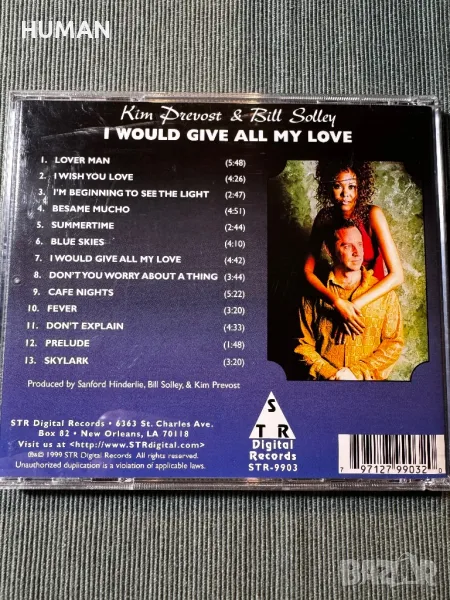 HUMAN
Kim Prevost & Bill Solley
I WOULD GIVE ALL MY LOVE
1. LOVER MAN (5:48)
2. I WISH YOU LOVE (4:26)
3. I'M BEGINNING TO SEE THE LIGHT (2:47)
4. BESAME MUCHO (4:51)
5. SUMMERTIME (2:44)
6. BLUE SKIES (4:10)
7. I WOULD GIVE ALL MY LOVE (4:42)
8. DON'T YOU WORRY ABOUT A THING (3:44)
9. CAFE NIGHTS (5:22)
10. FEVER (3:20)
11. DON'T EXPLAIN (4:33)
12. PRELUDE (1:48)
13. SKYLARK (3:20)
Produced by Sanford Hinderlie, Bill Solley, & Kim Prevost
STR Digital Records • 6363 St. Charles Ave.
Box 82 • New Orleans, LA 70118
Visit us at <http://www.STRdigital.com>
℗&© 1999 STR Digital Records. All rights reserved.
Unauthorized duplication is a violation of applicable laws.
S
T R
Digital
Records
STR-9903
7 97127 99032 0
BAZAR